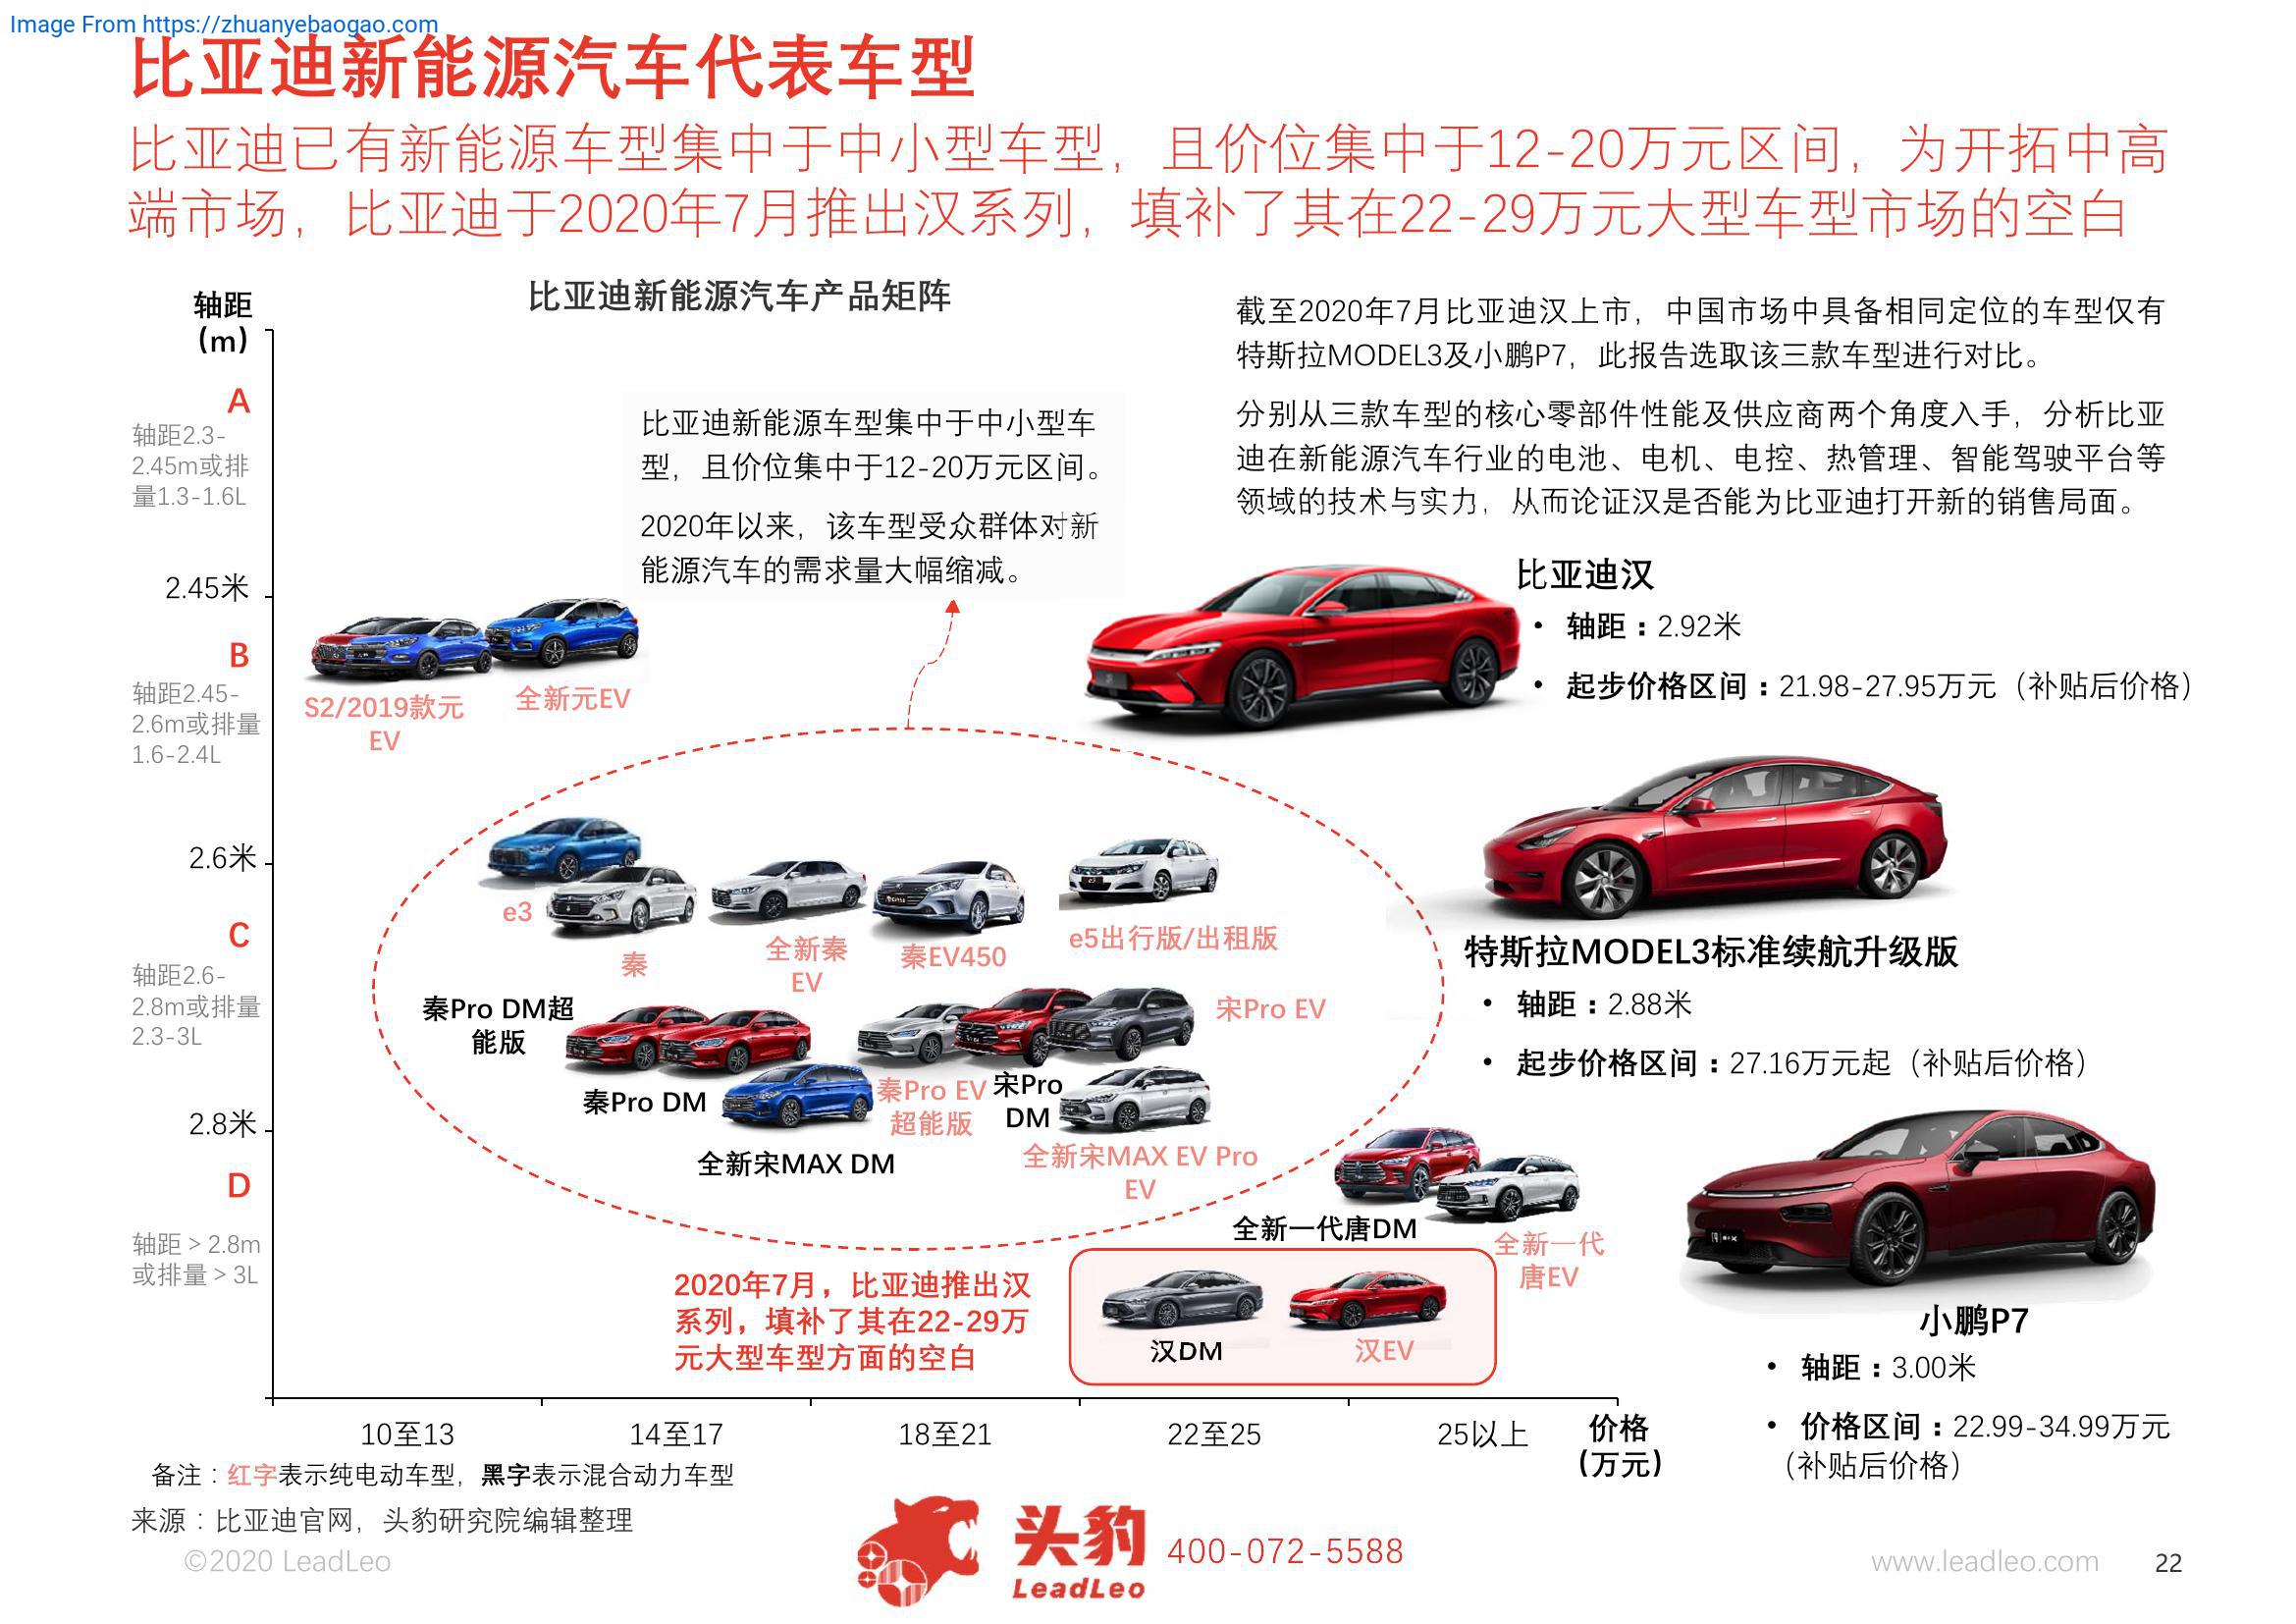 Image From https://zhuanyebaogao.com
比亚迪新能源汽车代表车型
比亚迪已有新能源车型集中于中小型车型，且价位集中于12-20万元区间，为开拓中高
端市场，比亚迪于2020年7月推出汉系列，填补了其在22-29万元大型车型市场的空白
比亚迪新能源汽车产品矩阵
轴距
(m)
A
轴距2.3-
2.45m或排
量1.3-1.6L
2.45米
B
轴距2.45-
2.6m或排量
1.6-2.4L
2.6米
C
轴距2.6-
2.8m或排量
2.3-3L
2.8米
D
轴距 > 2.8m
或排量 > 3L
比亚迪新能源车型集中于中小型车
型，且价位集中于12-20万元区间。
2020年以来，该车型受众群体对新
能源汽车的需求量大幅缩减。
S2/2019款元
EV
全新元EV
e3
秦
全新秦
EV
秦EV450
e5出行版/出租版
秦Pro DM超
能版
秦Pro DM
全新宋MAX DM
秦Pro EV
超能版
宋Pro
DM
宋Pro EV
全新宋MAX EV Pro
EV
全新一代唐DM
全新一代
唐EV
2020年7月，比亚迪推出汉
系列，填补了其在22-29万
元大型车型方面的空白
汉DM
汉EV
10至13
14至17
18至21
22至25
25以上
价格
(万元)
截至2020年7月比亚迪汉上市，中国市场中具备相同定位的车型仅有
特斯拉MODEL3及小鹏P7，此报告选取该三款车型进行对比。
分别从三款车型的核心零部件性能及供应商两个角度入手，分析比亚
迪在新能源汽车行业的电池、电机、电控、热管理、智能驾驶平台等
领域的技术与实力，从而论证汉是否能为比亚迪打开新的销售局面。
比亚迪汉
• 轴距：2.92米
• 起步价格区间：21.98-27.95万元（补贴后价格）
特斯拉MODEL3标准续航升级版
• 轴距：2.88米
• 起步价格区间：27.16万元起（补贴后价格）
小鹏P7
• 轴距：3.00米
• 价格区间：22.99-34.99万元
（补贴后价格）
备注：红字表示纯电动车型，黑字表示混合动力车型
来源：比亚迪官网，头豹研究院编辑整理
©2020 LeadLeo
头豹
LeadLeo
400-072-5588
www.leadleo.com
22